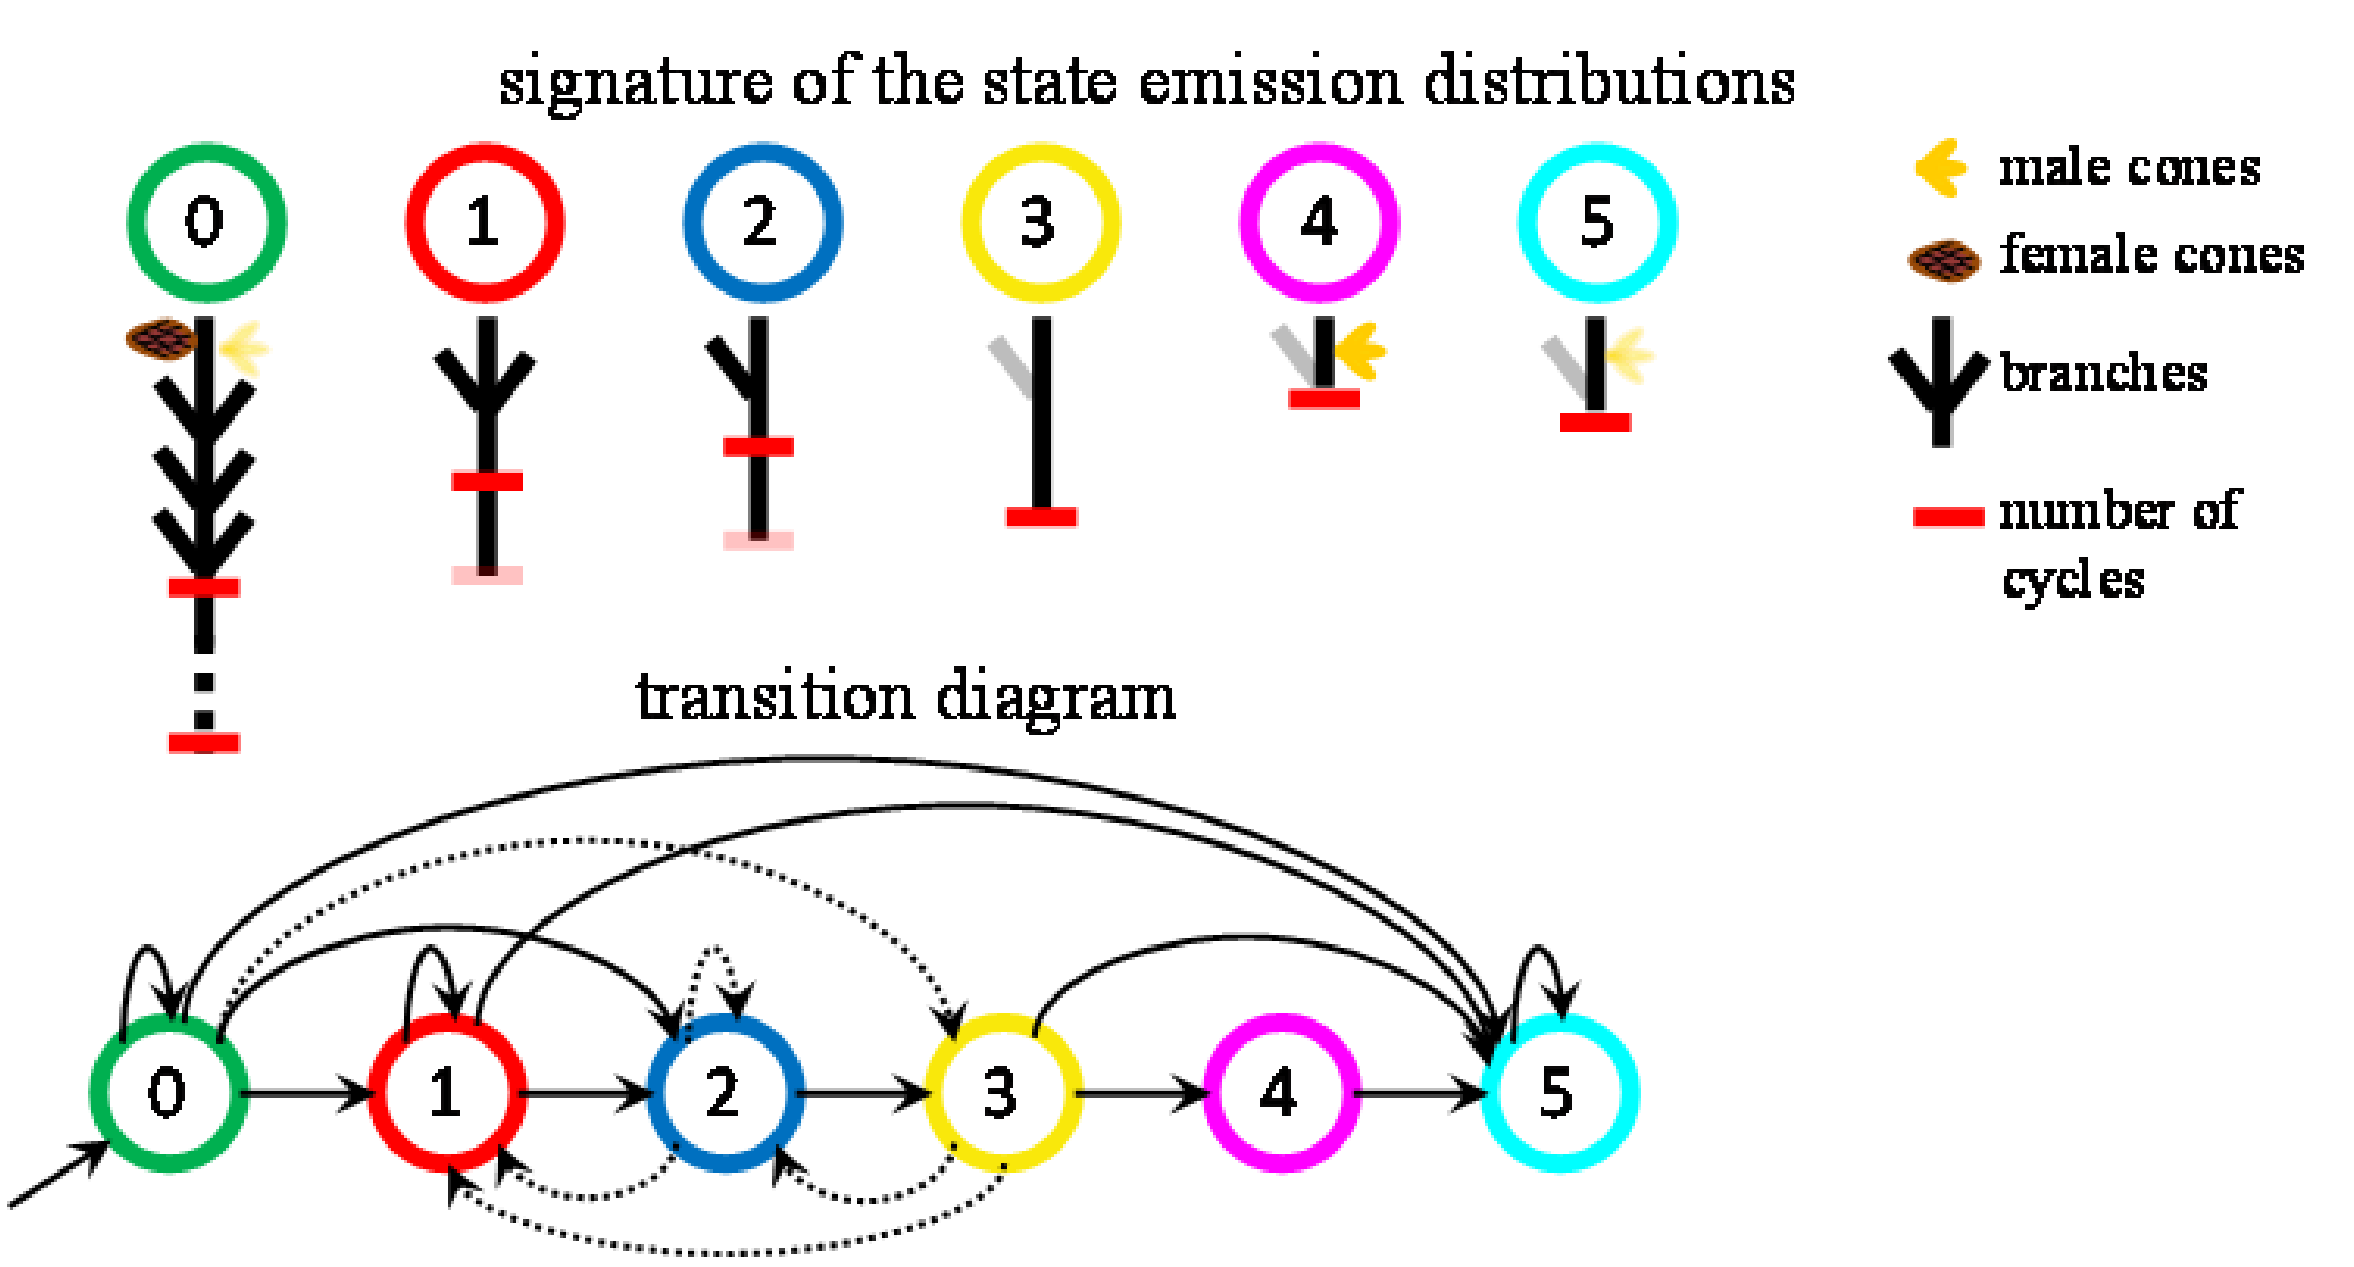 signature of the state emission distributions
0 1 2 3 4 5
male cones
female cones
branches
number of
cycles
transition diagram
0 1 2 3 4 5